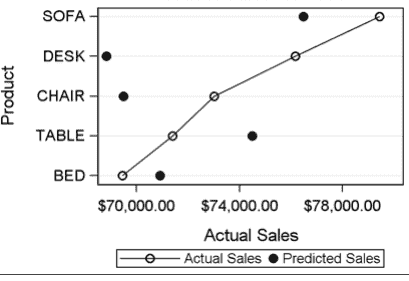 SOFA
DESK
CHAIR
TABLE
BED
Product
$70,000.00 $74,000.00 $78,000.00
Actual Sales
Actual Sales Predicted Sales